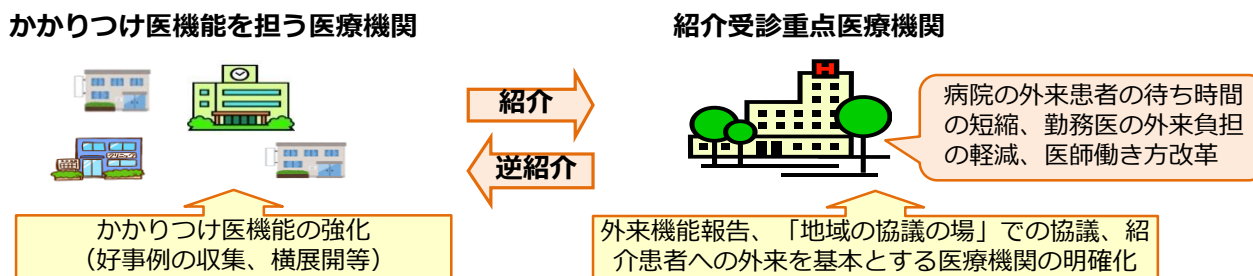 かかりつけ医機能を担う医療機関
紹介受診重点医療機関
紹介
逆紹介
クリニック
H
病院の外来患者の待ち時間
の短縮、勤務医の外来負担
の軽減、医師働き方改革
かかりつけ医機能の強化
（好事例の収集、横展開等）
外来機能報告、「地域の協議の場」での協議、紹
介患者への外来を基本とする医療機関の明確化